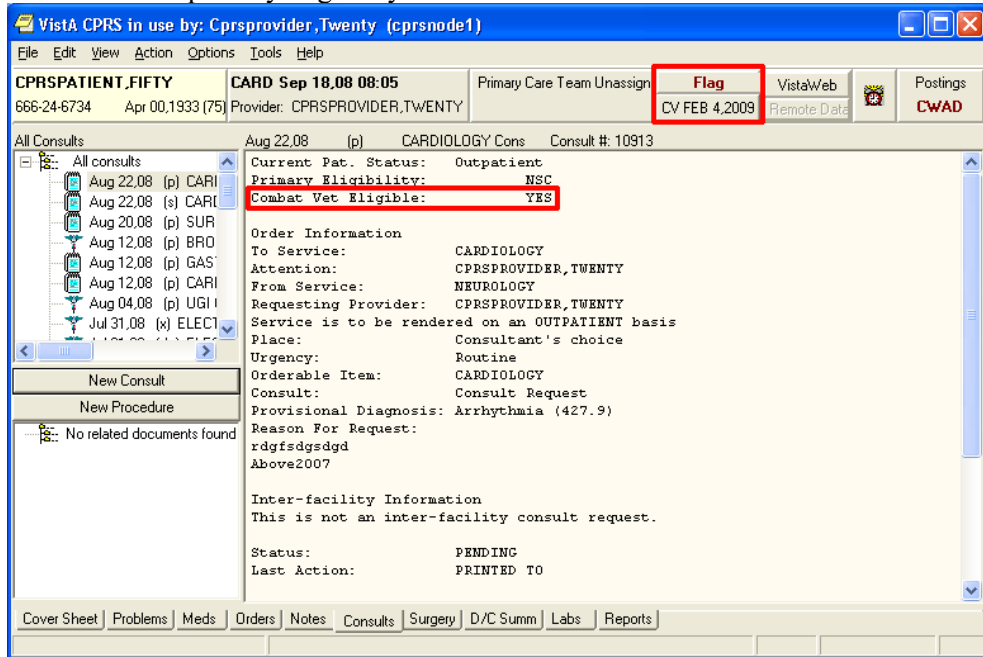 VistA CPRS in use by: Cprsprovider,Twenty (cprsnode1)
File Edit View Action Options Tools Help
CPRSPATIENT,FIFTY CARD Sep 18,08 08:05 Primary Care Team Unassign Flag VistaWeb Postings
666-24-6734 Apr 00,1933 (75) Provider: CPRSPROVIDER,TWENTY CV FEB 4,2009 Remote Data CWAD
All Consults Aug 22,08 (p) CARDIOLOGY Cons Consult #: 10913
All consults
Aug 22,08 (p) CARI
Aug 22,08 (s) CARD
Aug 20,08 (p) SUR
Aug 12,08 (p) BRO
Aug 12,08 (p) GAS
Aug 12,08 (p) CARI
Aug 04,08 (p) UGI
Jul 31,08 (x) ELECT
New Consult
New Procedure
No related documents found
Current Pat. Status: Outpatient
Primary Eligibility: NSC
Combat Vet Eligible: YES
Order Information
To Service: CARDIOLOGY
Attention: CPRSPROVIDER,TWENTY
From Service: NEUROLOGY
Requesting Provider: CPRSPROVIDER,TWENTY
Service is to be rendered on an OUTPATIENT basis
Place: Consultant's choice
Urgency: Routine
Orderable Item: CARDIOLOGY
Consult: Consult Request
Provisional Diagnosis: Arrhythmia (427.9)
Reason For Request:
rdgfsdgsdgd
Above2007
Inter-facility Information
This is not an inter-facility consult request.
Status: PENDING
Last Action: PRINTED TO
Cover Sheet Problems Meds Orders Notes Consults Surgery D/C Summ Labs Reports